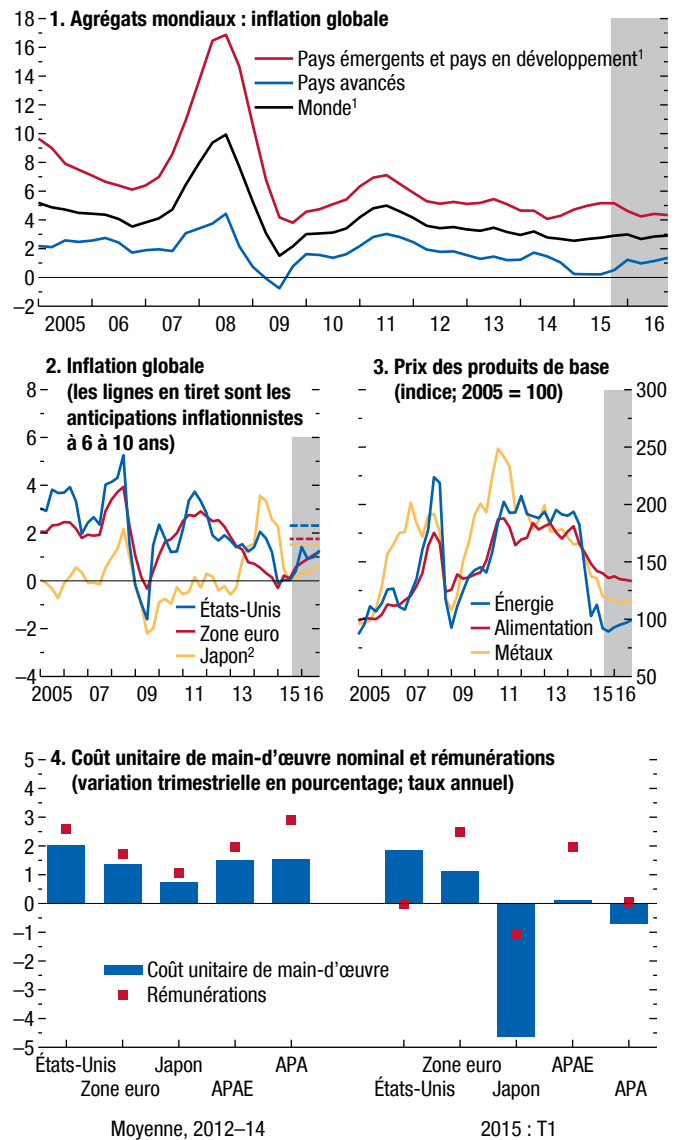 1. Agrégats mondiaux : inflation globale
18
16
14
12
10
8
6
4
2
0
–2
Pays émergents et pays en développement1
Pays avancés
Monde1
2005 06 07 08 09 10 11 12 13 14 15 16
2. Inflation globale
(les lignes en tiret sont les
anticipations inflationnistes
à 6 à 10 ans)
8
6
4
2
0
–2
–4
États-Unis
Zone euro
Japon2
2005 07 09 11 13 15 16
3. Prix des produits de base
(indice; 2005 = 100)
300
250
200
150
100
50
Énergie
Alimentation
Métaux
2005 07 09 11 13 15 16
4. Coût unitaire de main-d’œuvre nominal et rémunérations
(variation trimestrielle en pourcentage; taux annuel)
5
4
3
2
1
0
–1
–2
–3
–4
–5
Coût unitaire de main-d’œuvre
Rémunérations
États-Unis Japon APA Zone euro APAE
Zone euro APAE États-Unis Japon APA
Moyenne, 2012–14 2015 : T1